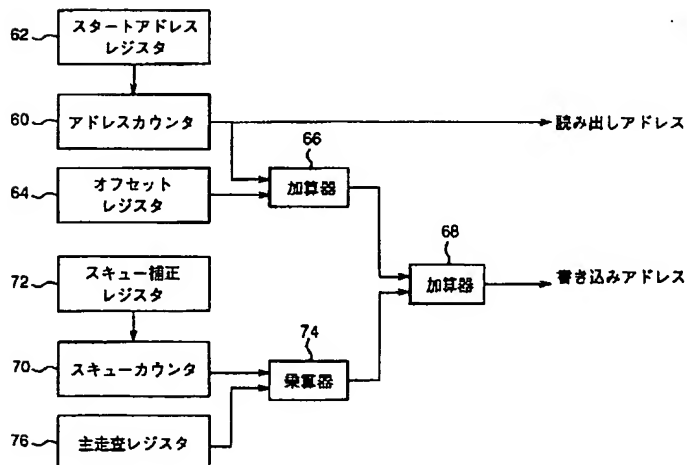 62
スタートアドレス
レジスタ
60
アドレスカウンタ
読み出しアドレス
66
加算器
64
オフセット
レジスタ
68
加算器
書き込みアドレス
72
スキュー補正
レジスタ
74
乗算器
70
スキューカウンタ
76
主走査レジスタ